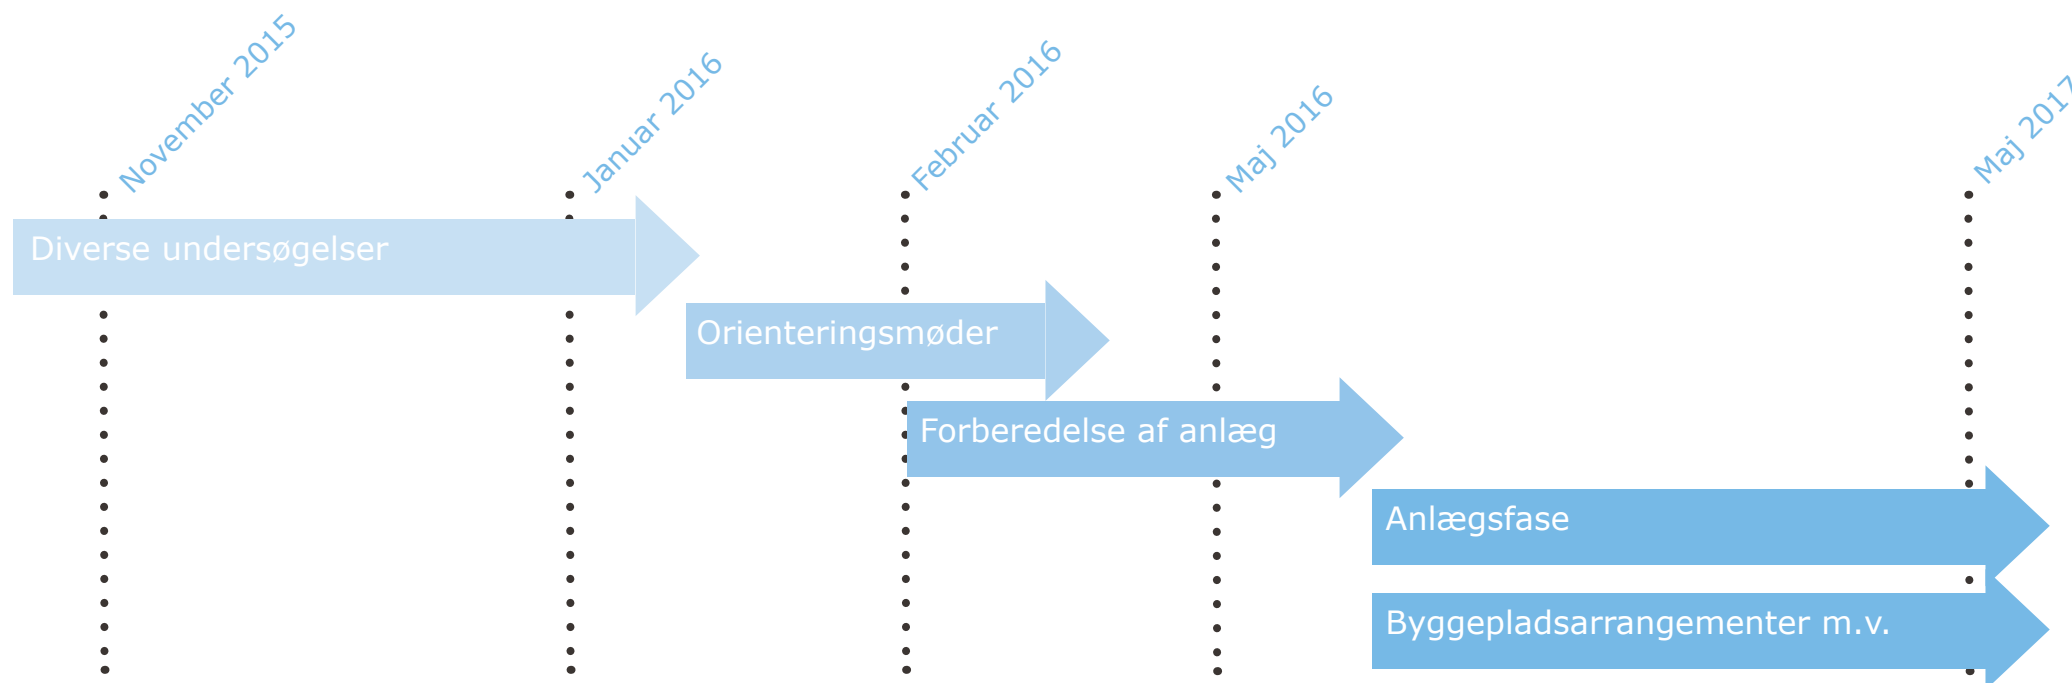 November 2015
Januar 2016
Februar 2016
Maj 2016
Maj 2017
Diverse undersøgelser
Orienteringsmøder
Forberedelse af anlæg
Anlægsfase
Byggepladsarrangementer m.v.